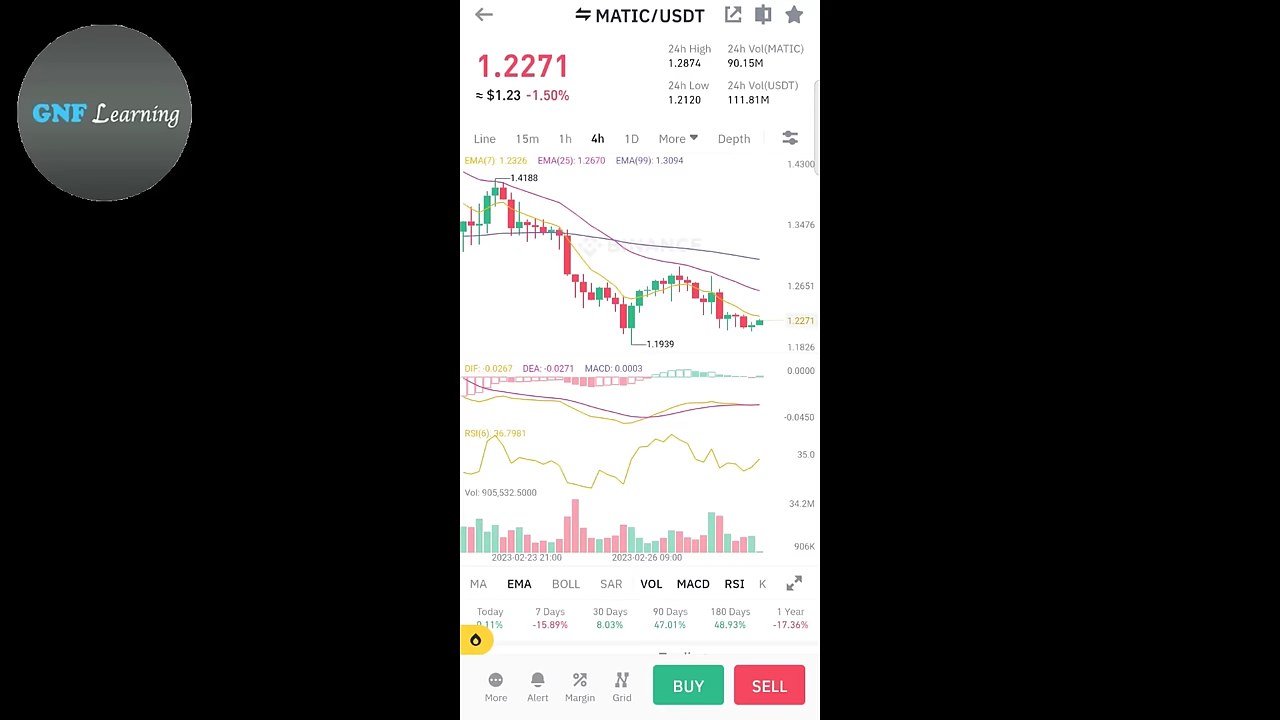 GNF Learning
MATIC/USDT
1.2271
≈ $1.23 -1.50%
24h High
1.2874
24h Vol(MATIC)
90.15M
24h Low
1.2120
24h Vol(USDT)
111.81M
Line 15m 1h 4h 1D More Depth
EMA(7): 1.2326 EMA(25): 1.2670 EMA(99): 1.3094
1.4300
1.4188
1.3476
BINANCE
1.2651
1.2271
1.1939
1.1826
DIF: -0.0267 DEA: -0.0271 MACD: 0.0003
0.0000
-0.0450
RSI(6): 36.7981
35.0
Vol: 905,532.5000
34.2M
906K
2023-02-23 21:00 2023-02-26 09:00
MA EMA BOLL SAR VOL MACD RSI K
Today 7 Days 30 Days 90 Days 180 Days 1 Year
0.11% -15.89% 8.03% 47.01% 48.93% -17.36%
More Alert Margin Grid
BUY SELL